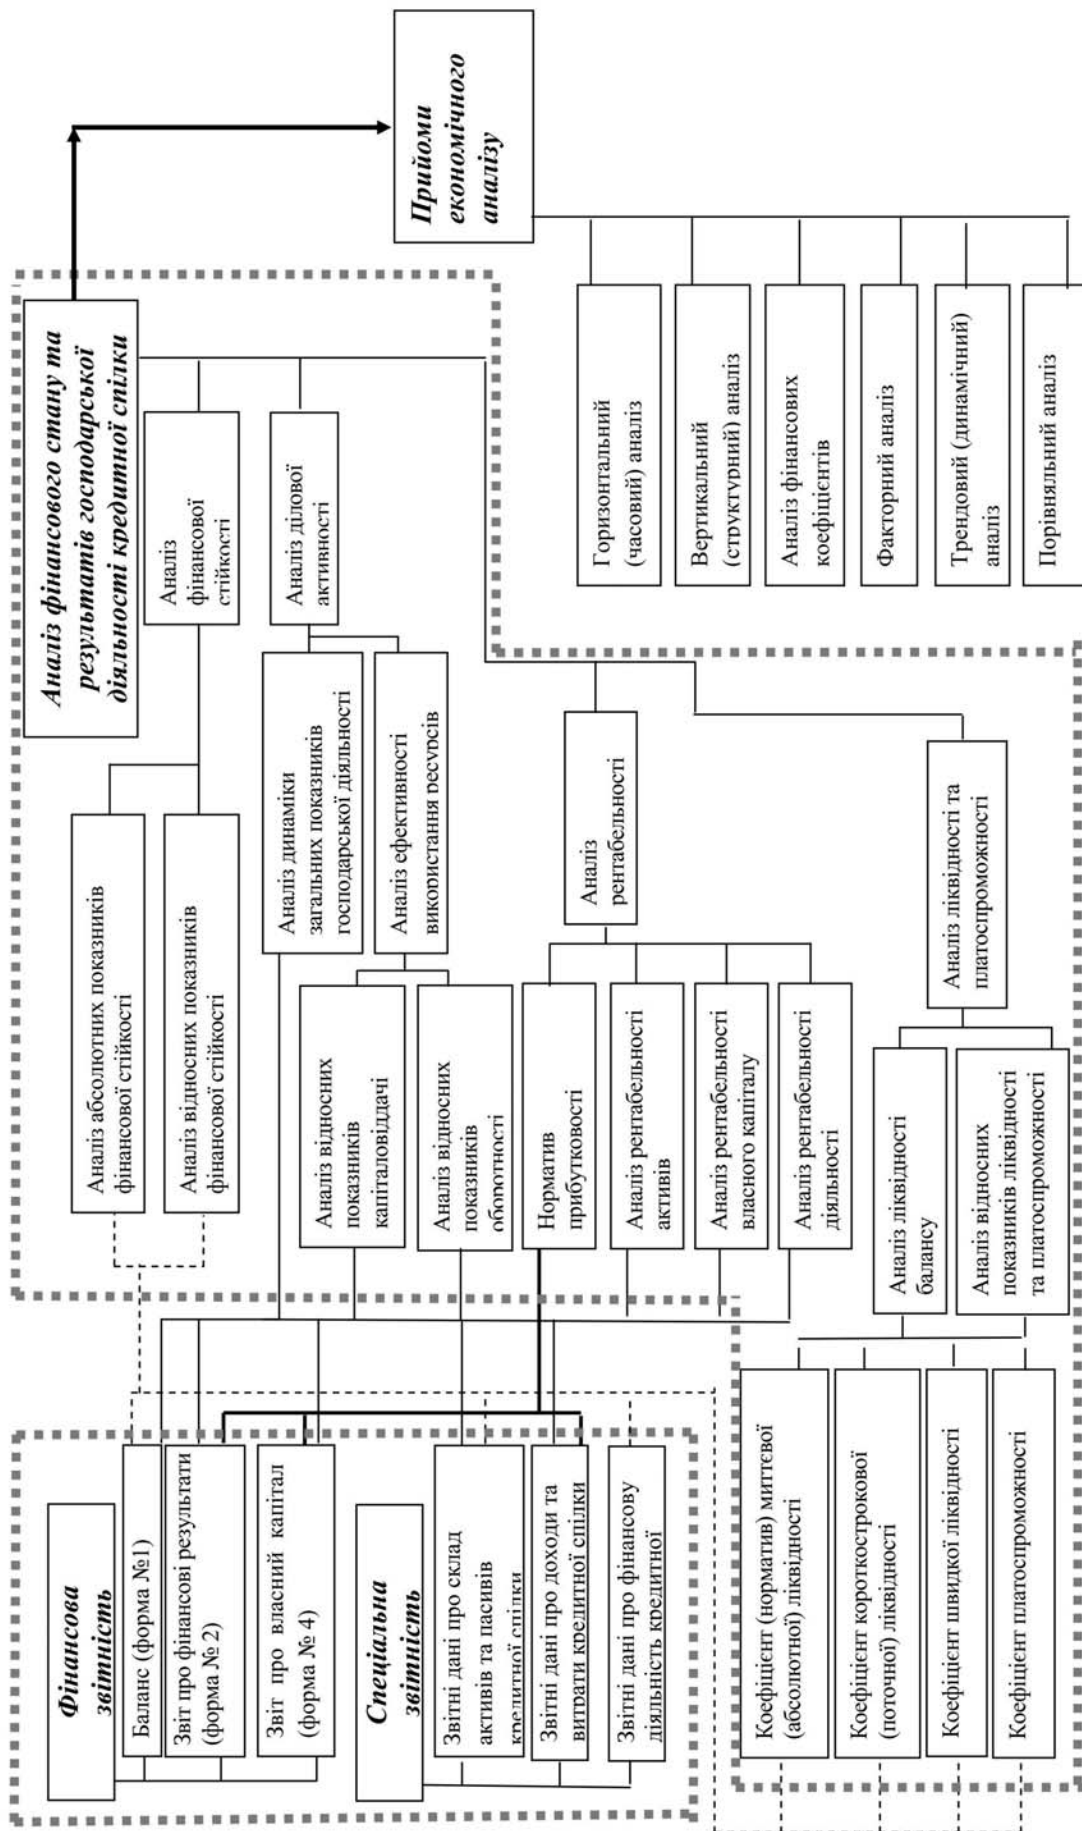 Аналіз фінансового стану та
результатів господарської
діяльності кредитної спілки
Прийоми
економічного
аналізу
Фінансова
звітність
Баланс (форма №1)
Звіт про фінансові результати
(форма № 2)
Звіт про власний капітал
(форма № 4)
Спеціальна
звітність
Звітні дані про склад
активів та пасивів
кредитної спілки
Звітні дані про доходи та
витрати кредитної спілки
Звітні дані про фінансову
діяльність кредитної
Аналіз абсолютних показників
фінансової стійкості
Аналіз відносних показників
фінансової стійкості
Аналіз
фінансової
стійкості
Аналіз динаміки
загальних показників
господарської діяльності
Аналіз ділової
активності
Аналіз ефективності
використання ресурсів
Аналіз відносних
показників
капіталовіддачі
Аналіз відносних
показників
оборотності
Норматив
прибутковості
Аналіз рентабельності
активів
Аналіз рентабельності
власного капіталу
Аналіз рентабельності
діяльності
Аналіз
рентабельності
Аналіз ліквідності та
платоспроможності
Аналіз ліквідності
балансу
Аналіз відносних
показників ліквідності
та платоспроможності
Коефіцієнт (норматив) миттєвої
(абсолютної) ліквідності
Коефіцієнт короткострокової
(поточної) ліквідності
Коефіцієнт швидкої ліквідності
Коефіцієнт платоспроможності
Горизонтальний
(часовий) аналіз
Вертикальний
(структурний) аналіз
Аналіз фінансових
коефіцієнтів
Факторний аналіз
Трендовий (динамічний)
аналіз
Порівняльний аналіз